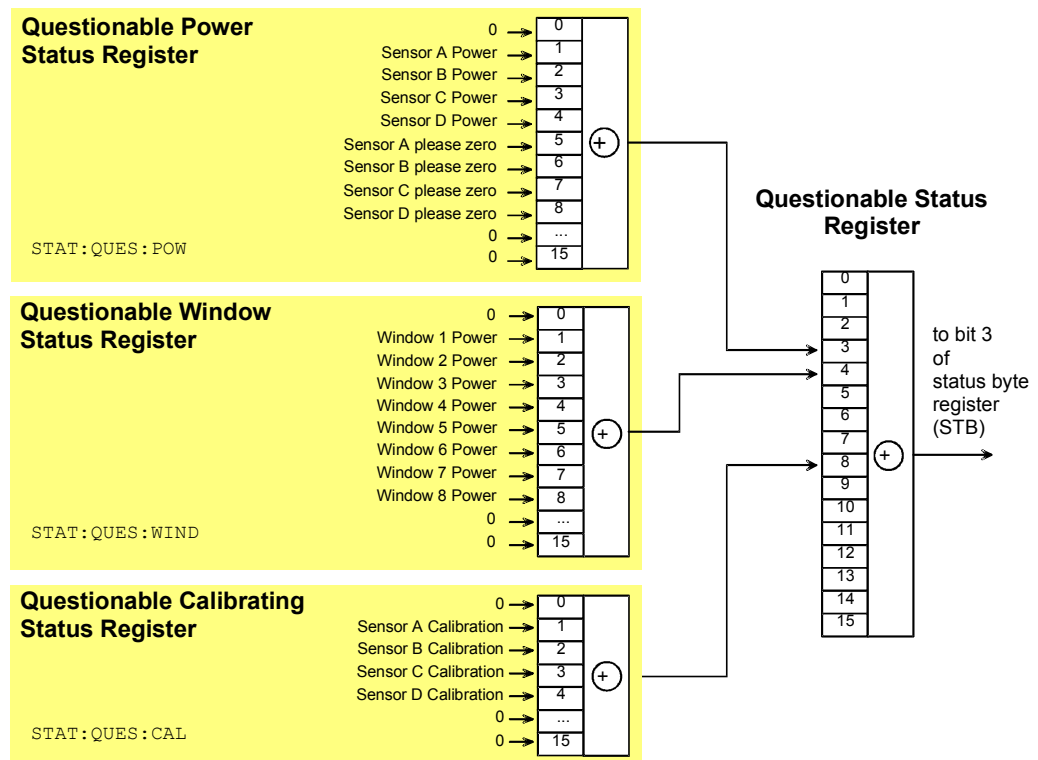 Questionable Power
Status Register
0
0
Sensor A Power
1
Sensor B Power
2
Sensor C Power
3
Sensor D Power
4
Sensor A please zero
5
Sensor B please zero
6
Sensor C please zero
7
Sensor D please zero
8
0
...
0
15
+
STAT:QUES:POW
Questionable Window
Status Register
0
0
Window 1 Power
1
Window 2 Power
2
Window 3 Power
3
Window 4 Power
4
Window 5 Power
5
Window 6 Power
6
Window 7 Power
7
Window 8 Power
8
0
...
0
15
+
STAT:QUES:WIND
Questionable Calibrating
Status Register
0
0
Sensor A Calibration
1
Sensor B Calibration
2
Sensor C Calibration
3
Sensor D Calibration
4
0
...
0
15
+
STAT:QUES:CAL
Questionable Status
Register
0
1
2
3
4
5
6
7
8
9
10
11
12
13
14
15
+
to bit 3
of
status byte
register
(STB)